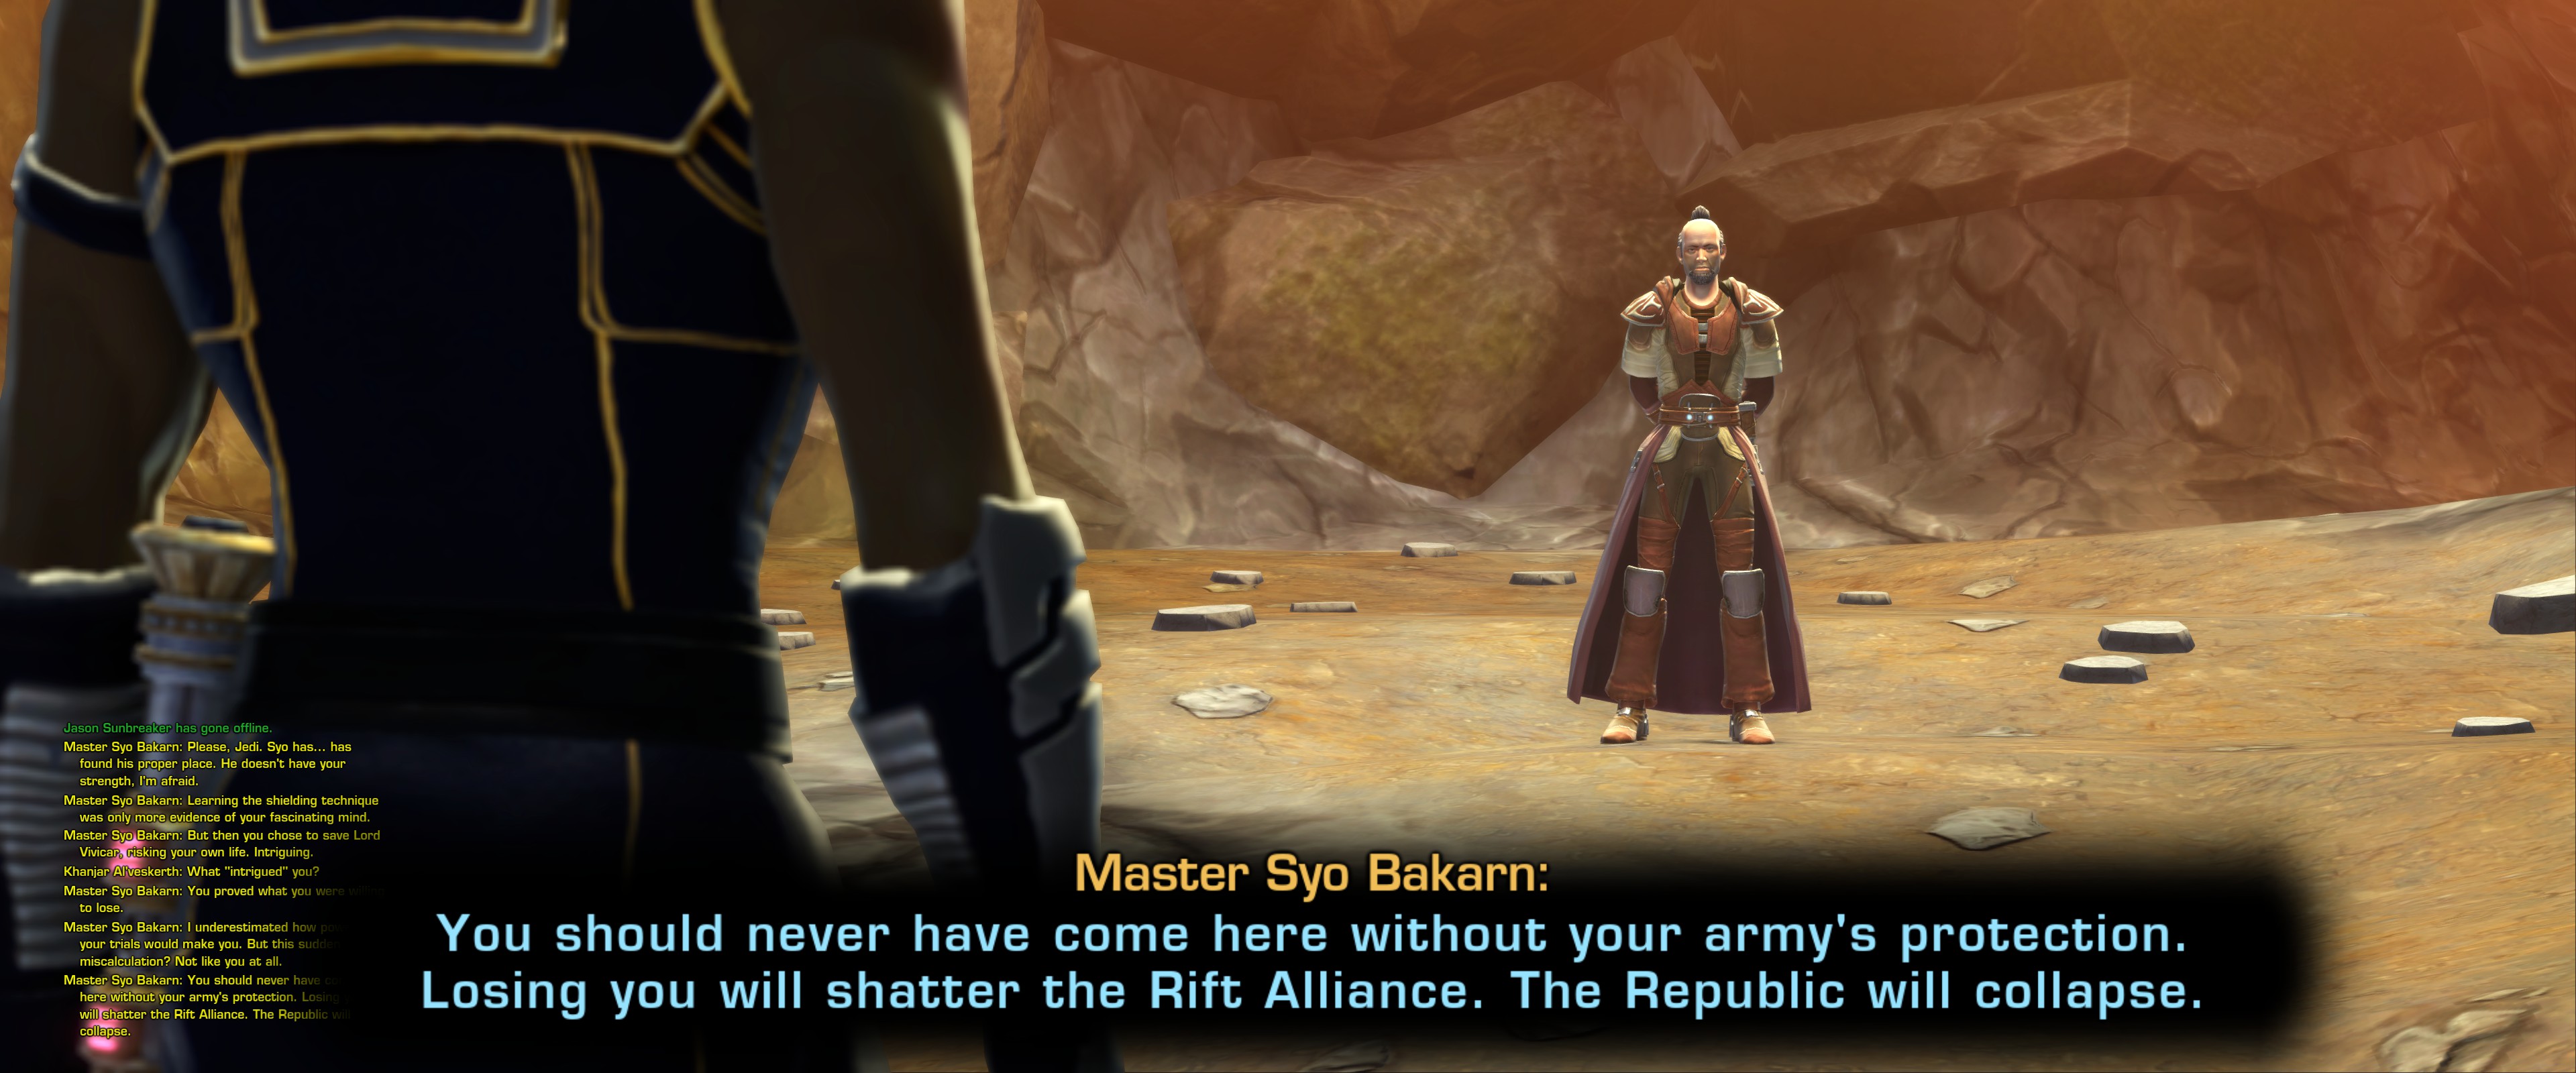 Jason Sunbreaker has gone offline.
Master Syo Bakarn: Please, Jedi. Syo has... has
found his proper place. He doesn't have your
strength, I'm afraid.
Master Syo Bakarn: Learning the shielding technique
was only more evidence of your fascinating mind.
Master Syo Bakarn: But then you chose to save Lord
Vivicar, risking your own life. Intriguing.
Khanjar Al'veskerth: What "intrigued" you?
Master Syo Bakarn: You proved what you were willing
to lose.
Master Syo Bakarn: I underestimated how
your trials would make you. But this sudden
miscalculation? Not like you at all.
Master Syo Bakarn: You should never have
here without your army's protection. Losing
will shatter the Rift Alliance. The Republic will
collapse.
Master Syo Bakarn:
You should never have come here without your army's protection.
Losing you will shatter the Rift Alliance. The Republic will collapse.